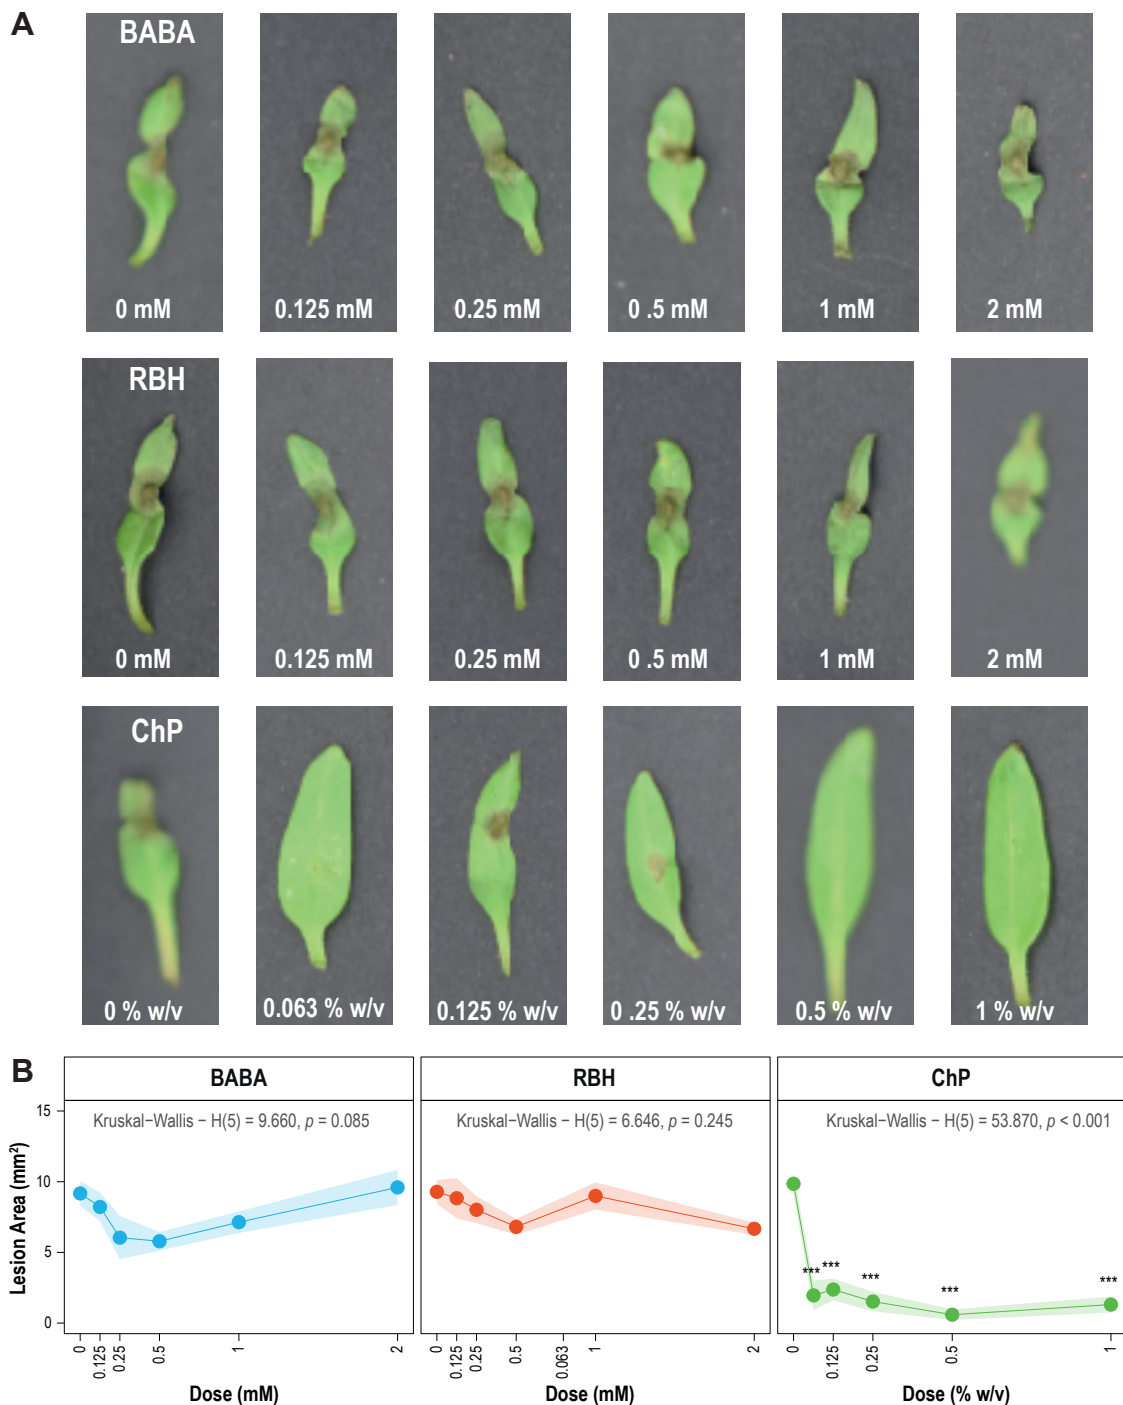 A
BABA
0 mM
0.125 mM
0.25 mM
0 .5 mM
1 mM
2 mM
RBH
0 mM
0.125 mM
0.25 mM
0 .5 mM
1 mM
2 mM
ChP
0 % w/v
0.063 % w/v
0.125 % w/v
0 .25 % w/v
0.5 % w/v
1 % w/v
B
BABA
RBH
ChP
Kruskal−Wallis − H(5) = 9.660, p = 0.085
Kruskal−Wallis − H(5) = 6.646, p = 0.245
Kruskal−Wallis − H(5) = 53.870, p < 0.001
Lesion Area (mm²)
15
10
5
0
*** *** *** *** ***
0 0.125 0.25 0.5 1 2
0 0.125 0.25 0.5 0.063 1 2
0 0.125 0.25 0.5 1
Dose (mM)
Dose (mM)
Dose (% w/v)